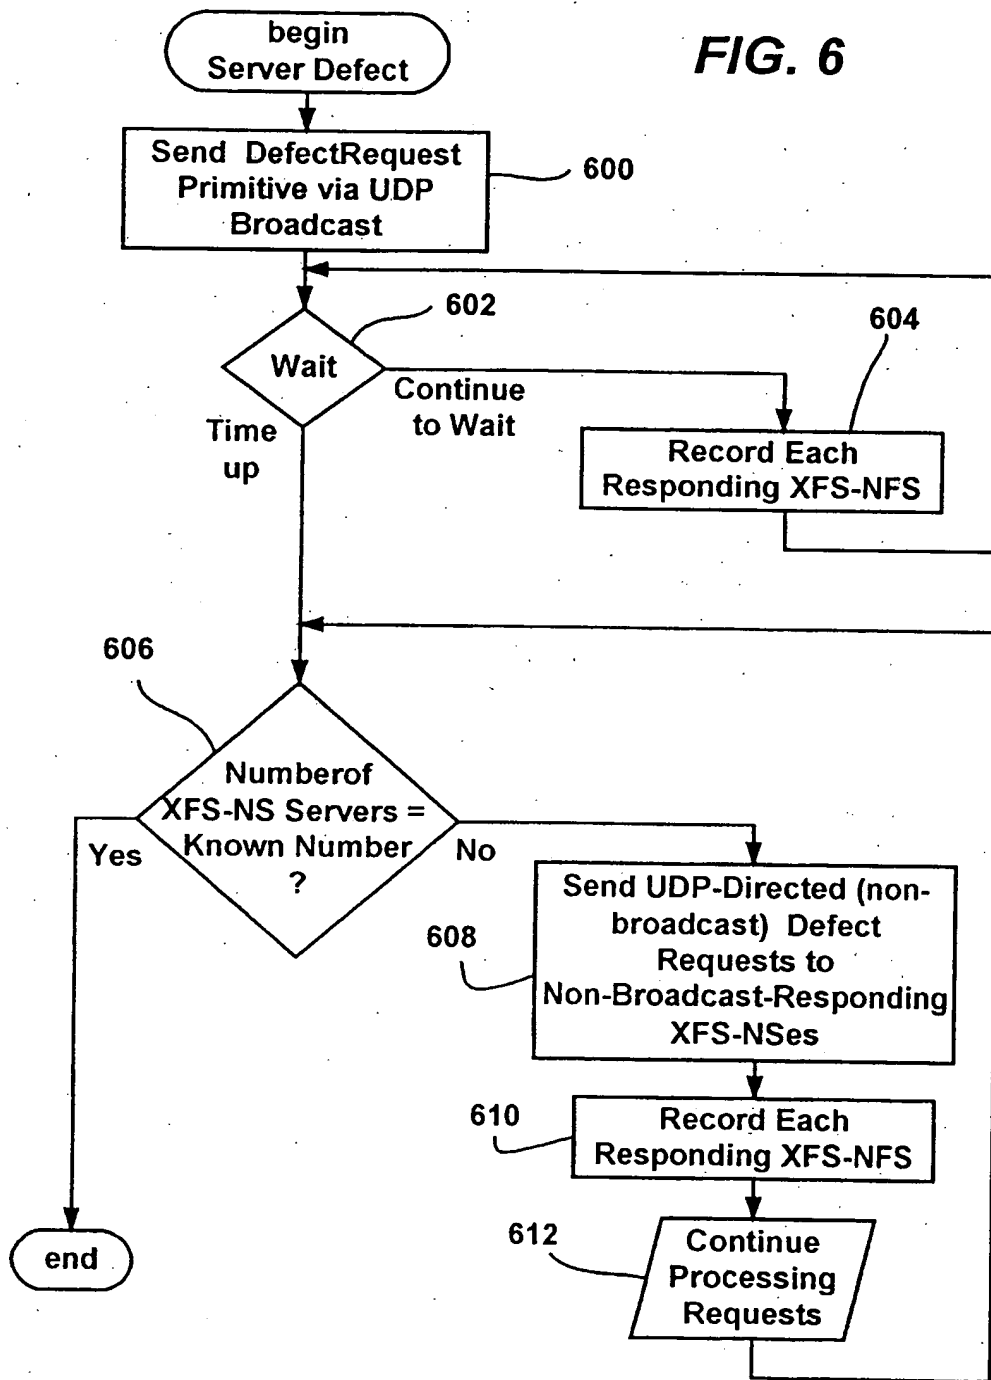 FIG. 6
begin
Server Defect
Send DefectRequest
Primitive via UDP
Broadcast
600
602
Wait
Continue
to Wait
Time
up
604
Record Each
Responding XFS-NFS
606
Numberof
XFS-NS Servers =
Known Number
?
Yes
No
608
Send UDP-Directed (non-
broadcast) Defect
Requests to
Non-Broadcast-Responding
XFS-NSes
610
Record Each
Responding XFS-NFS
612
Continue
Processing
Requests
end